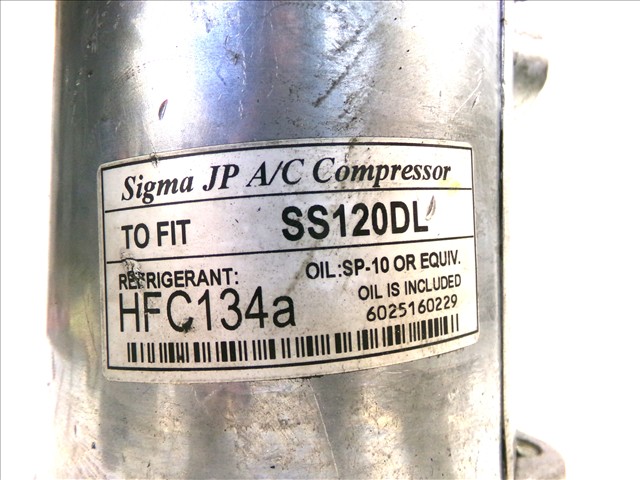 Sigma JP A/C Compressor
TO FIT SS120DL
REFRIGERANT: OIL:SP-10 OR EQUIV.
HFC134a OIL IS INCLUDED
6025160229